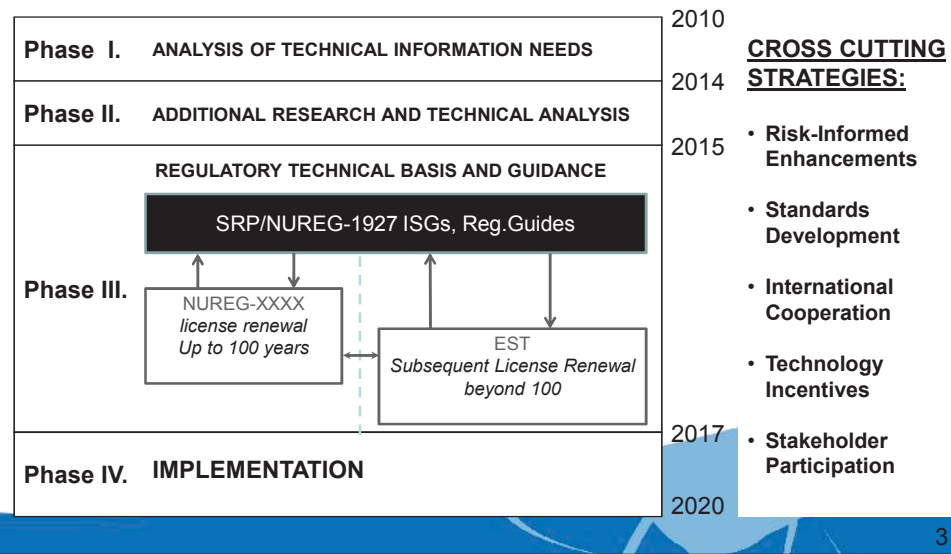 2010
Phase I. ANALYSIS OF TECHNICAL INFORMATION NEEDS
2014
Phase II. ADDITIONAL RESEARCH AND TECHNICAL ANALYSIS
2015
REGULATORY TECHNICAL BASIS AND GUIDANCE
SRP/NUREG-1927 ISGs, Reg.Guides
Phase III.
NUREG-XXXX
license renewal
Up to 100 years
EST
Subsequent License Renewal
beyond 100
2017
Phase IV. IMPLEMENTATION
2020
CROSS CUTTING
STRATEGIES:
• Risk-Informed
Enhancements
• Standards
Development
• International
Cooperation
• Technology
Incentives
• Stakeholder
Participation
3